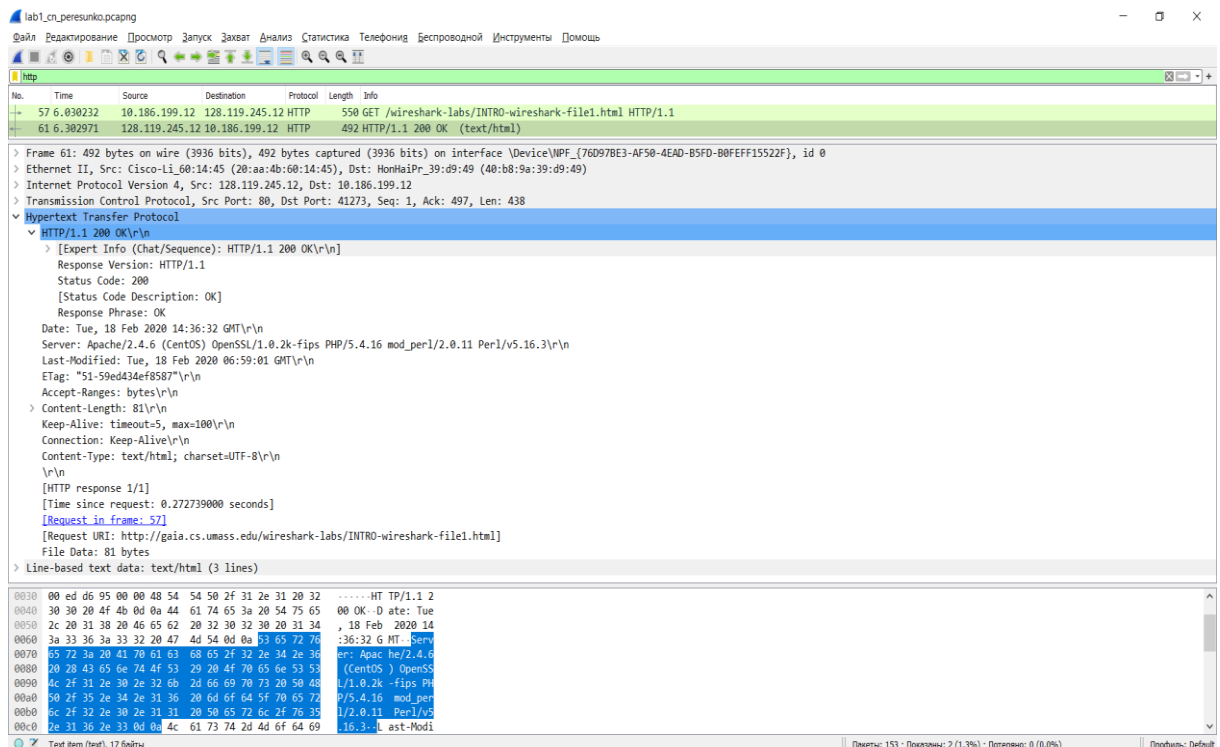 lab1_cn_peresunko.pcapng
Файл Редактирование Просмотр Запуск Захват Анализ Статистика Телефония Беспроводной Инструменты Помощь
http
No. Time Source Destination Protocol Length Info
57 6.030232 10.186.199.12 128.119.245.12 HTTP 550 GET /wireshark-labs/INTRO-wireshark-file1.html HTTP/1.1
61 6.302971 128.119.245.12 10.186.199.12 HTTP 492 HTTP/1.1 200 OK (text/html)
> Frame 61: 492 bytes on wire (3936 bits), 492 bytes captured (3936 bits) on interface \Device\NPF_{76D97BE3-AF50-4EAD-B5FD-B0FEFF15522F}, id 0
> Ethernet II, Src: Cisco-Li_60:14:45 (20:aa:4b:60:14:45), Dst: HonHaiPr_39:d9:49 (40:b8:9a:39:d9:49)
> Internet Protocol Version 4, Src: 128.119.245.12, Dst: 10.186.199.12
> Transmission Control Protocol, Src Port: 80, Dst Port: 41273, Seq: 1, Ack: 497, Len: 438
Hypertext Transfer Protocol
HTTP/1.1 200 OK\r\n
> [Expert Info (Chat/Sequence): HTTP/1.1 200 OK\r\n]
Response Version: HTTP/1.1
Status Code: 200
[Status Code Description: OK]
Response Phrase: OK
Date: Tue, 18 Feb 2020 14:36:32 GMT\r\n
Server: Apache/2.4.6 (CentOS) OpenSSL/1.0.2k-fips PHP/5.4.16 mod_perl/2.0.11 Perl/v5.16.3\r\n
Last-Modified: Tue, 18 Feb 2020 06:59:01 GMT\r\n
ETag: "51-59ed434ef8587"\r\n
Accept-Ranges: bytes\r\n
> Content-Length: 81\r\n
Keep-Alive: timeout=5, max=100\r\n
Connection: Keep-Alive\r\n
Content-Type: text/html; charset=UTF-8\r\n
\r\n
[HTTP response 1/1]
[Time since request: 0.272739000 seconds]
[Request in frame: 57]
[Request URI: http://gaia.cs.umass.edu/wireshark-labs/INTRO-wireshark-file1.html]
File Data: 81 bytes
> Line-based text data: text/html (3 lines)
0030 00 ed d6 95 00 00 48 54 54 50 2f 31 2e 31 20 32 ······HT TP/1.1 2
0040 30 30 20 4f 4b 0d 0a 44 61 74 65 3a 20 54 75 65 00 OK··D ate: Tue
0050 2c 20 31 38 20 46 65 62 20 32 30 32 30 20 31 34 , 18 Feb 2020 14
0060 3a 33 36 3a 33 32 20 47 4d 54 0d 0a 53 65 72 76 :36:32 G MT··Serv
0070 65 72 3a 20 41 70 61 63 68 65 2f 32 2e 34 2e 36 er: Apac he/2.4.6
0080 20 28 43 65 6e 74 4f 53 29 20 4f 70 65 6e 53 53 (CentOS ) OpenSS
0090 4c 2f 31 2e 30 2e 32 6b 2d 66 69 70 73 20 50 48 L/1.0.2k -fips PH
00a0 50 2f 35 2e 34 2e 31 36 20 6d 6f 64 5f 70 65 72 P/5.4.16 mod_per
00b0 6c 2f 32 2e 30 2e 31 31 20 50 65 72 6c 2f 76 35 l/2.0.11 Perl/v5
00c0 2e 31 36 2e 33 0d 0a 4c 61 73 74 2d 4d 6f 64 69 .16.3··L ast-Modi
Text item (text), 17 байты Пакеты: 153 · Показаны: 2 (1.3%) · Потеряно: 0 (0.0%) Профиль: Default